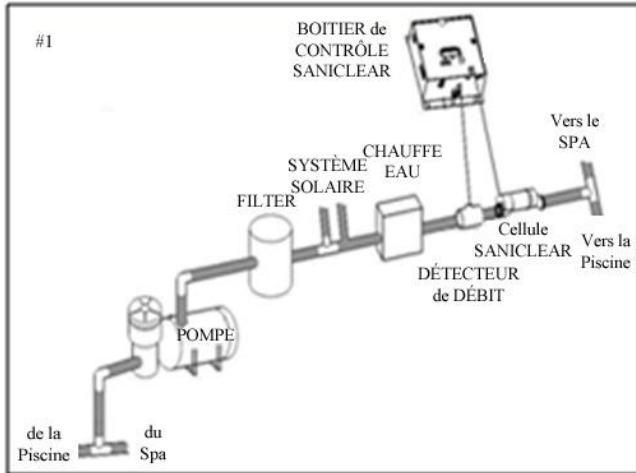 #1
BOITIER de
CONTRÔLE
SANICLEAR
Vers le
SPA
CHAUFFE
EAU
SYSTÈME
SOLAIRE
FILTER
Cellule
SANICLEAR
Vers la
Piscine
DÉTECTEUR
de DÉBIT
POMPE
de la
Piscine
du
Spa